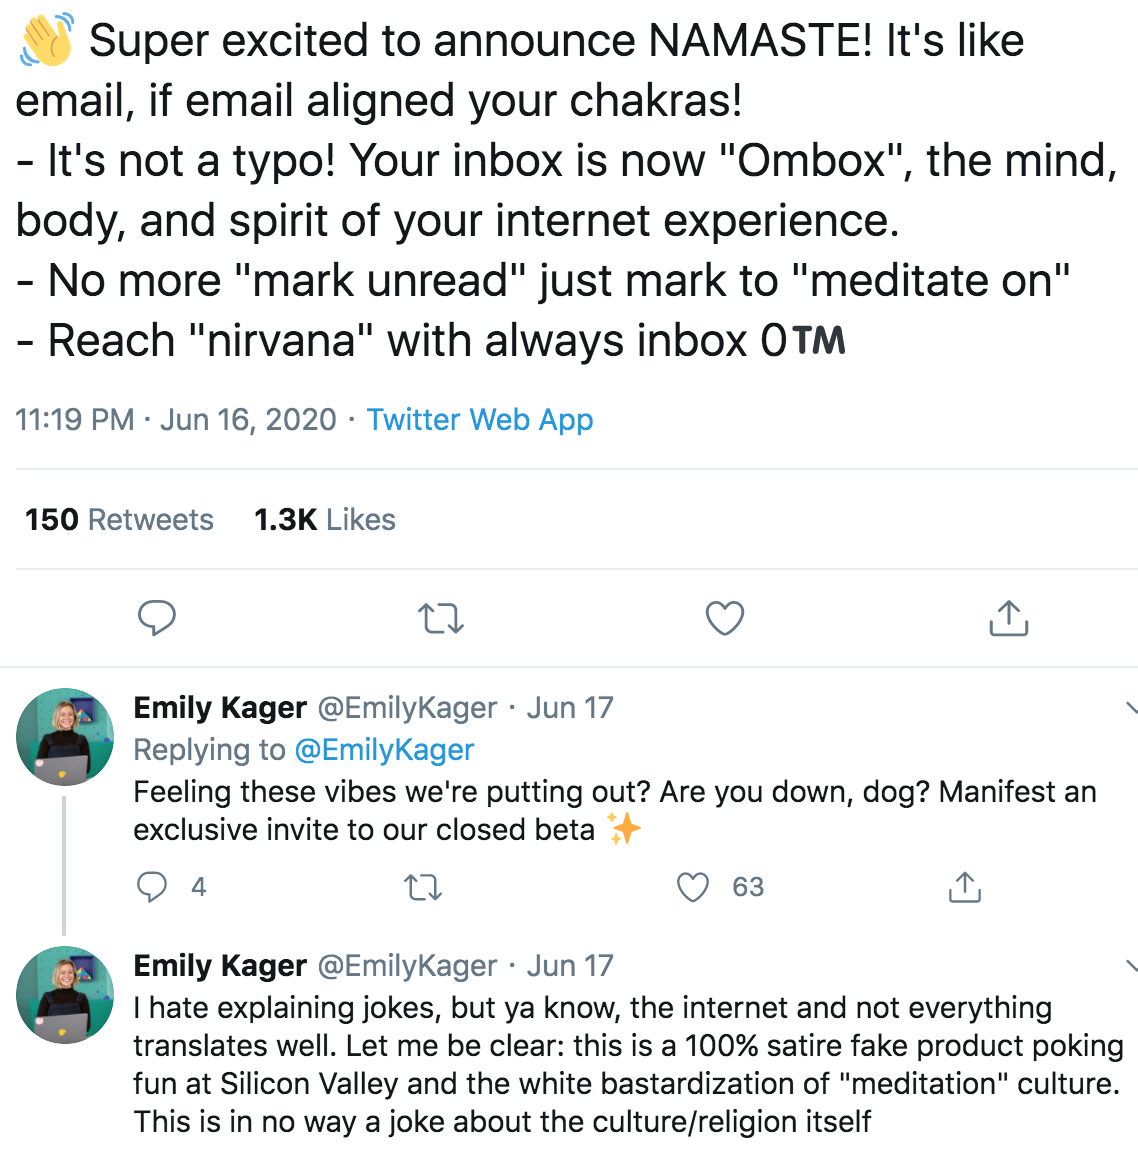 👋 Super excited to announce NAMASTE! It's like
email, if email aligned your chakras!
- It's not a typo! Your inbox is now "Ombox", the mind,
body, and spirit of your internet experience.
- No more "mark unread" just mark to "meditate on"
- Reach "nirvana" with always inbox 0™
11:19 PM · Jun 16, 2020 · Twitter Web App
150 Retweets 1.3K Likes
Emily Kager @EmilyKager · Jun 17
Replying to @EmilyKager
Feeling these vibes we're putting out? Are you down, dog? Manifest an
exclusive invite to our closed beta ✨
4 63
Emily Kager @EmilyKager · Jun 17
I hate explaining jokes, but ya know, the internet and not everything
translates well. Let me be clear: this is a 100% satire fake product poking
fun at Silicon Valley and the white bastardization of "meditation" culture.
This is in no way a joke about the culture/religion itself